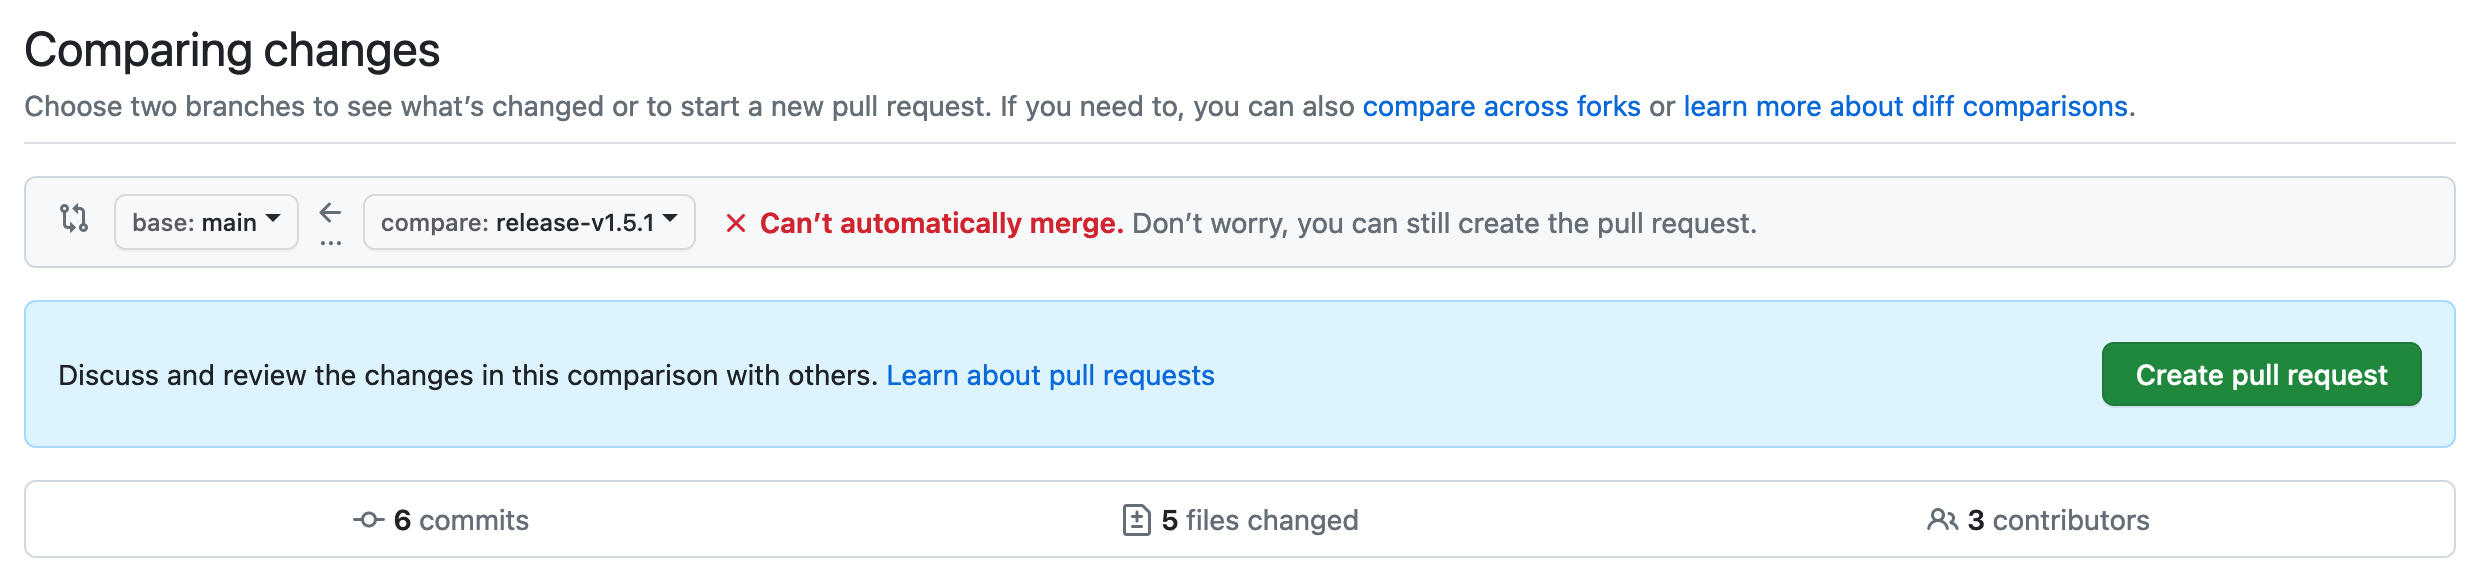 Comparing changes
Choose two branches to see what’s changed or to start a new pull request. If you need to, you can also compare across forks or learn more about diff comparisons.
base: main ← ... compare: release-v1.5.1 Can’t automatically merge. Don’t worry, you can still create the pull request.
Discuss and review the changes in this comparison with others. Learn about pull requests Create pull request
6 commits 5 files changed 3 contributors